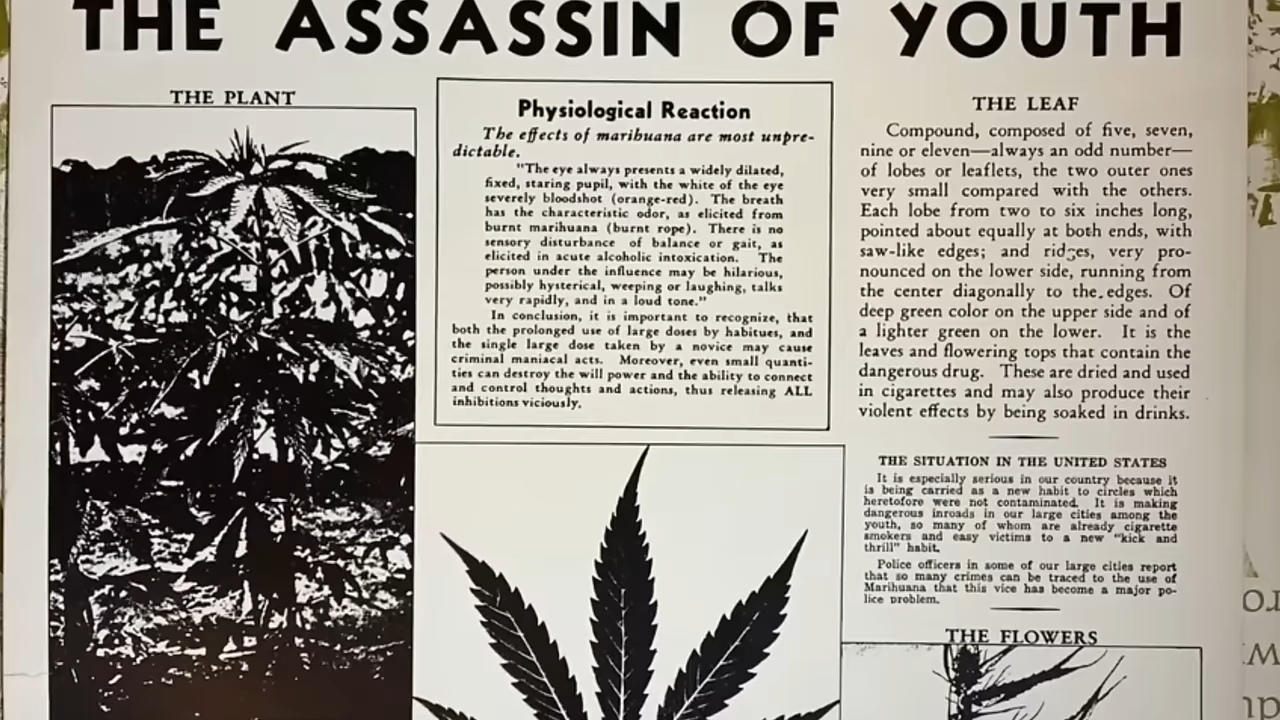 THE ASSASSIN OF YOUTH
THE PLANT
Physiological Reaction
The effects of marihuana are most unpre-
dictable.
"The eye always presents a widely dilated,
fixed, staring pupil, with the white of the eye
severely bloodshot (orange-red). The breath
has the characteristic odor, as elicited from
burnt marihuana (burnt rope). There is no
sensory disturbance of balance or gait, as
elicited in acute alcoholic intoxication. The
person under the influence may be hilarious,
possibly hysterical, weeping or laughing, talks
very rapidly, and in a loud tone."
In conclusion, it is important to recognize, that
both the prolonged use of large doses by habitues, and
the single large dose taken by a novice may cause
criminal maniacal acts. Moreover, even small quanti-
ties can destroy the will power and the ability to connect
and control thoughts and actions, thus releasing ALL
inhibitions viciously.
THE LEAF
Compound, composed of five, seven,
nine or eleven—always an odd number—
of lobes or leaflets, the two outer ones
very small compared with the others.
Each lobe from two to six inches long,
pointed about equally at both ends, with
saw-like edges; and ridges, very pro-
nounced on the lower side, running from
the center diagonally to the edges. Of
deep green color on the upper side and of
a lighter green on the lower. It is the
leaves and flowering tops that contain the
dangerous drug. These are dried and used
in cigarettes and may also produce their
violent effects by being soaked in drinks.
THE SITUATION IN THE UNITED STATES
It is especially serious in our country because it
is being carried as a new habit to circles which
heretofore were not contaminated. It is making
dangerous inroads in our large cities among the
youth, so many of whom are already cigarette
smokers and easy victims to a new "kick and
thrill" habit.
Police officers in some of our large cities report
that so many crimes can be traced to the use of
Marihuana that this vice has become a major po-
lice problem.
THE FLOWERS